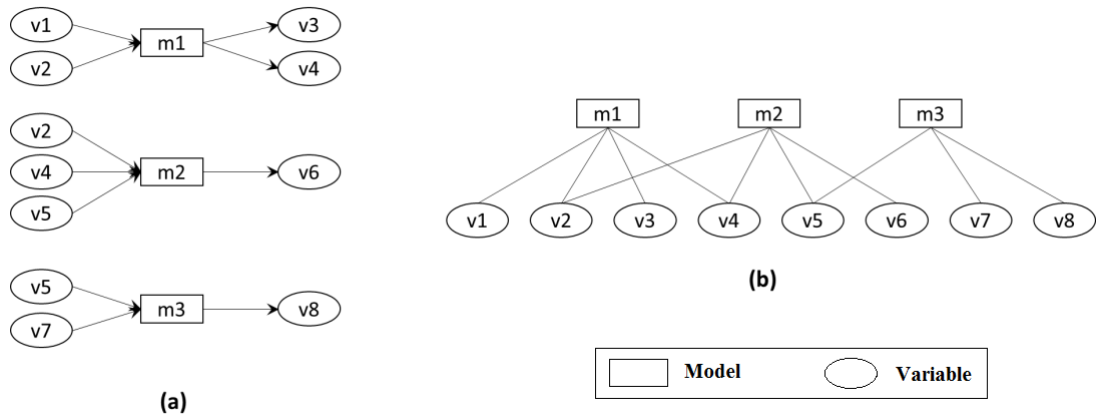 v1
m1
v3
v2
v4
v2
v4
m2
v6
v5
v5
m3
v8
v7
(a)
m1 m2 m3
v1 v2 v3 v4 v5 v6 v7 v8
(b)
Model Variable